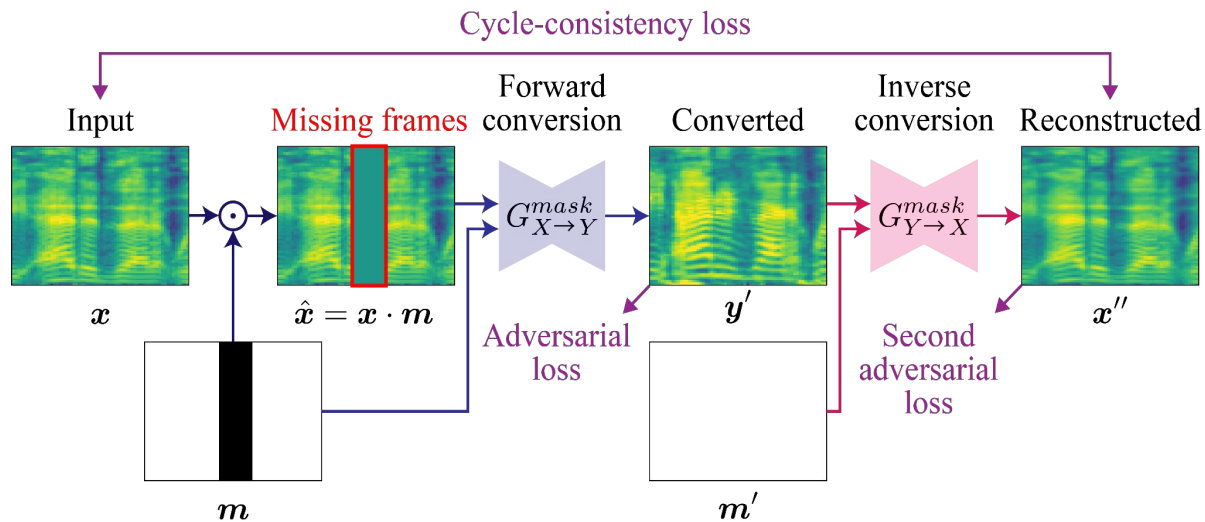 Cycle-consistency loss
Input
Missing frames
Forward
conversion
Converted
Inverse
conversion
Reconstructed
G^{mask}_{X→Y}
G^{mask}_{Y→X}
x
x̂ = x · m
y′
x′′
Adversarial
loss
Second
adversarial
loss
m
m′